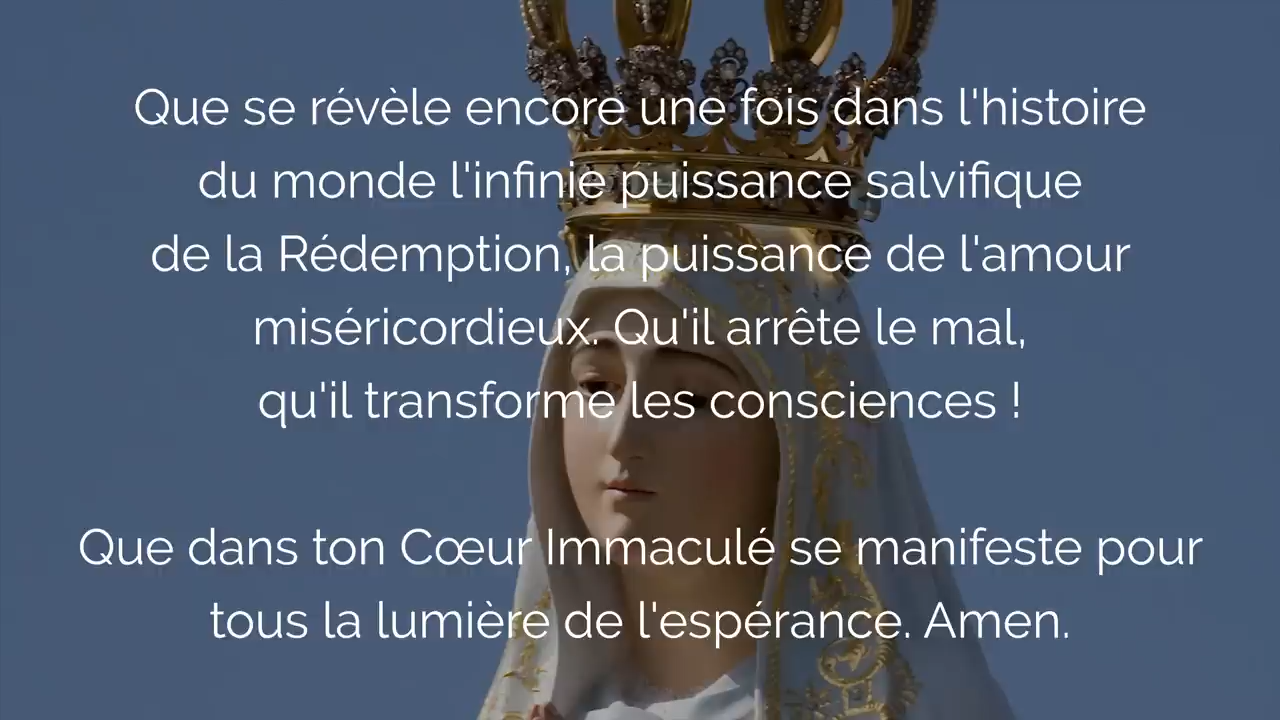 Que se révèle encore une fois dans l'histoire
du monde l'infinie puissance salvifique
de la Rédemption, la puissance de l'amour
miséricordieux. Qu'il arrête le mal,
qu'il transforme les consciences !
Que dans ton Cœur Immaculé se manifeste pour
tous la lumière de l'espérance. Amen.